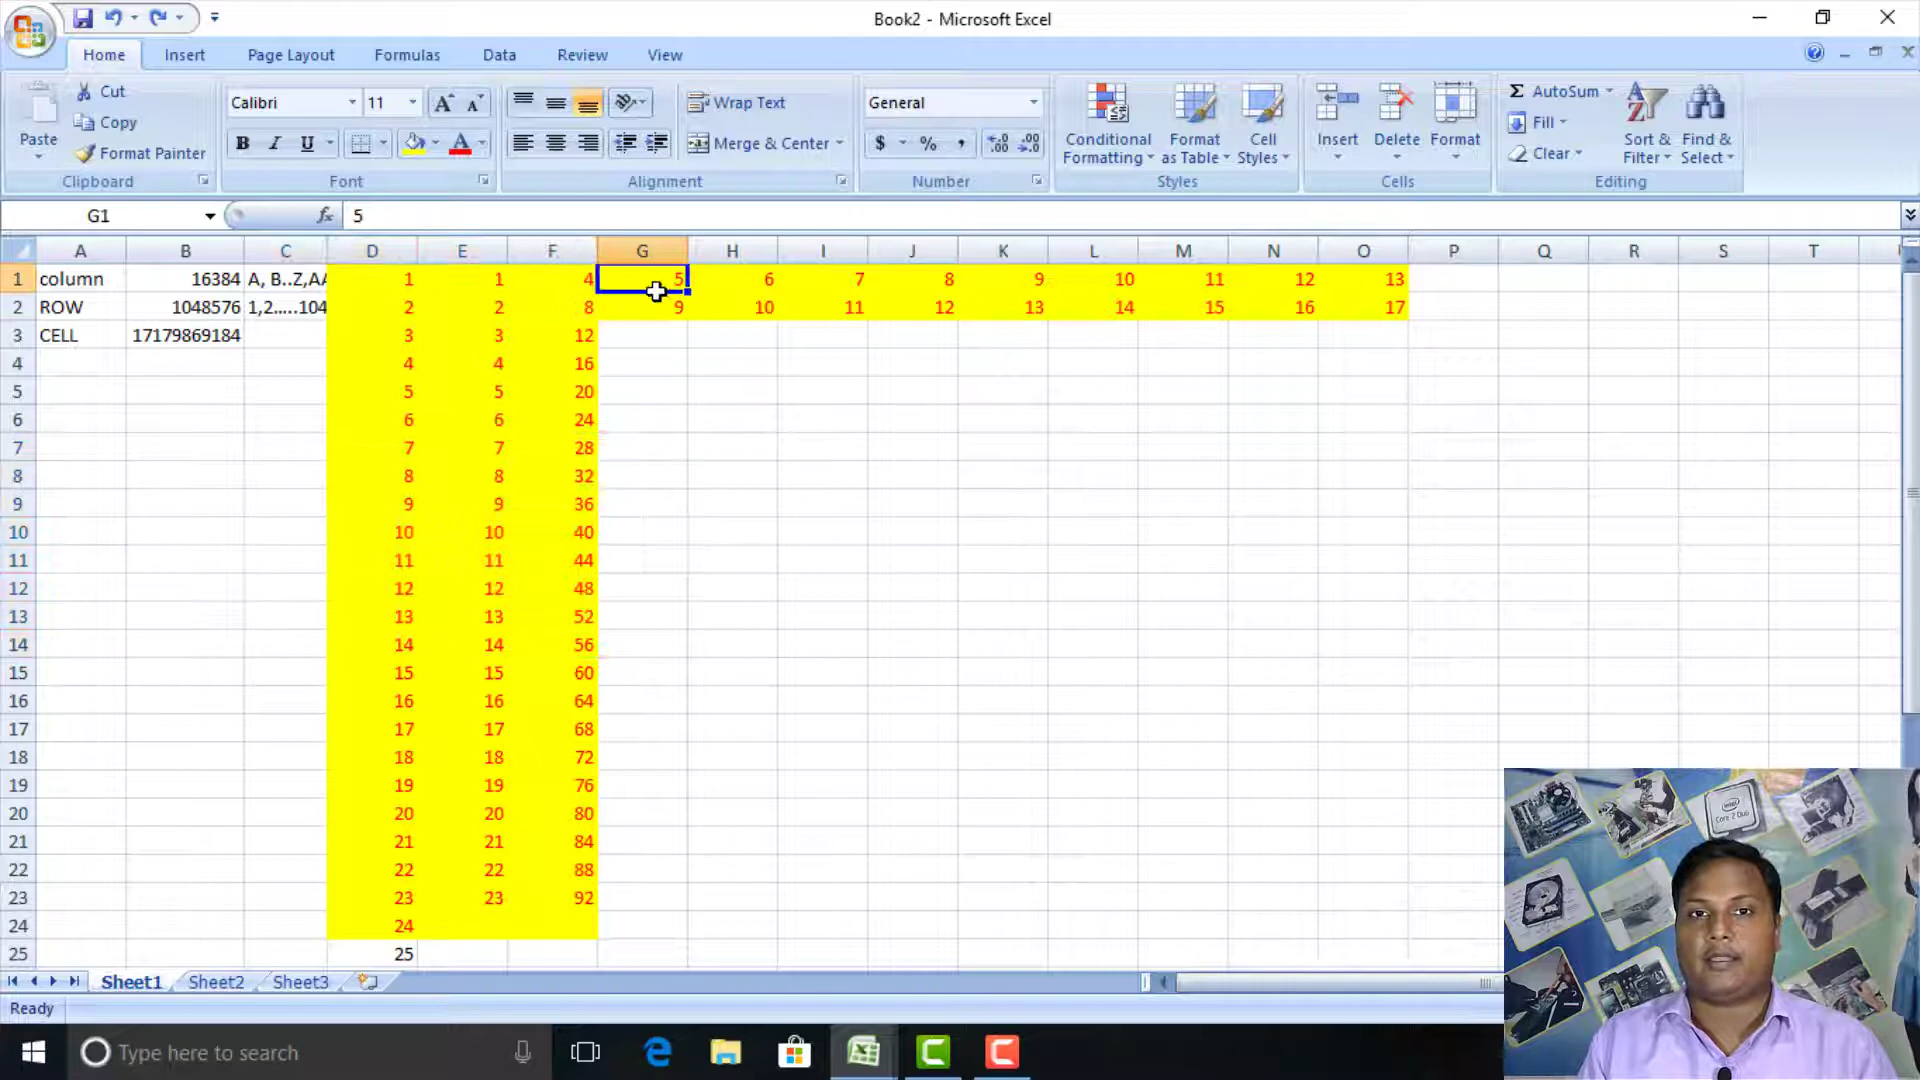 Book2 - Microsoft Excel
Home Insert Page Layout Formulas Data Review View
Cut
Copy
Format Painter
Paste
Clipboard
Calibri 11
B I U
Font
Wrap Text
Merge & Center
Alignment
General
$ % ,
Number
Conditional Formatting
Format as Table
Cell Styles
Styles
Insert Delete Format
Cells
Σ AutoSum
Fill
Clear
Sort & Filter
Find & Select
Editing
G1 fx 5
A B C D E F G H I J K L M N O P Q R S T
1 column 16384 A, B..Z,AA 1 1 4 5 6 7 8 9 10 11 12 13
2 ROW 1048576 1,2.....104 2 2 8 9 10 11 12 13 14 15 16 17
3 CELL 17179869184 3 3 12
4 4 4 16
5 5 5 20
6 6 6 24
7 7 7 28
8 8 8 32
9 9 9 36
10 10 10 40
11 11 11 44
12 12 12 48
13 13 13 52
14 14 14 56
15 15 15 60
16 16 16 64
17 17 17 68
18 18 18 72
19 19 19 76
20 20 20 80
21 21 21 84
22 22 22 88
23 23 23 92
24 24
25 25
Sheet1 Sheet2 Sheet3
Ready
Type here to search
intel
Core 2 Duo